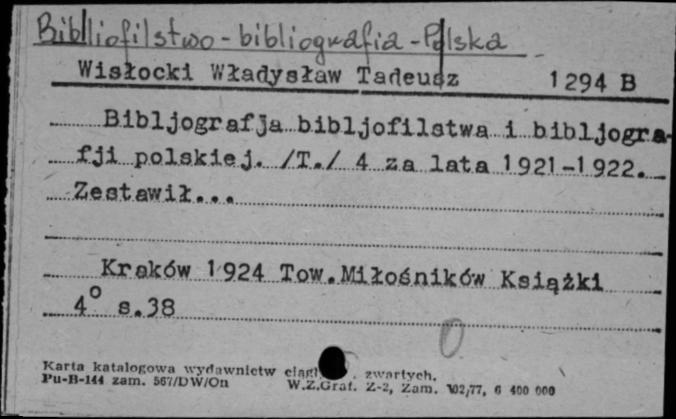 Bibliofilstwo - bibliografia - Polska
Wisłocki Władysław Tadeusz 1294 B
Bibljografja bibljofilstwa i bibljogra-
fji polskiej. /T./ 4 za lata 1921-1922.
Zestawił...
Kraków 1924 Tow.Miłośników Książki
4° s.38
0
Karta katalogowa wydawnictw zwartych.
Pu-B-144 zam. 567/DW/On W.Z.Graf. Z-2, Zam. 102/77, 6 400 000